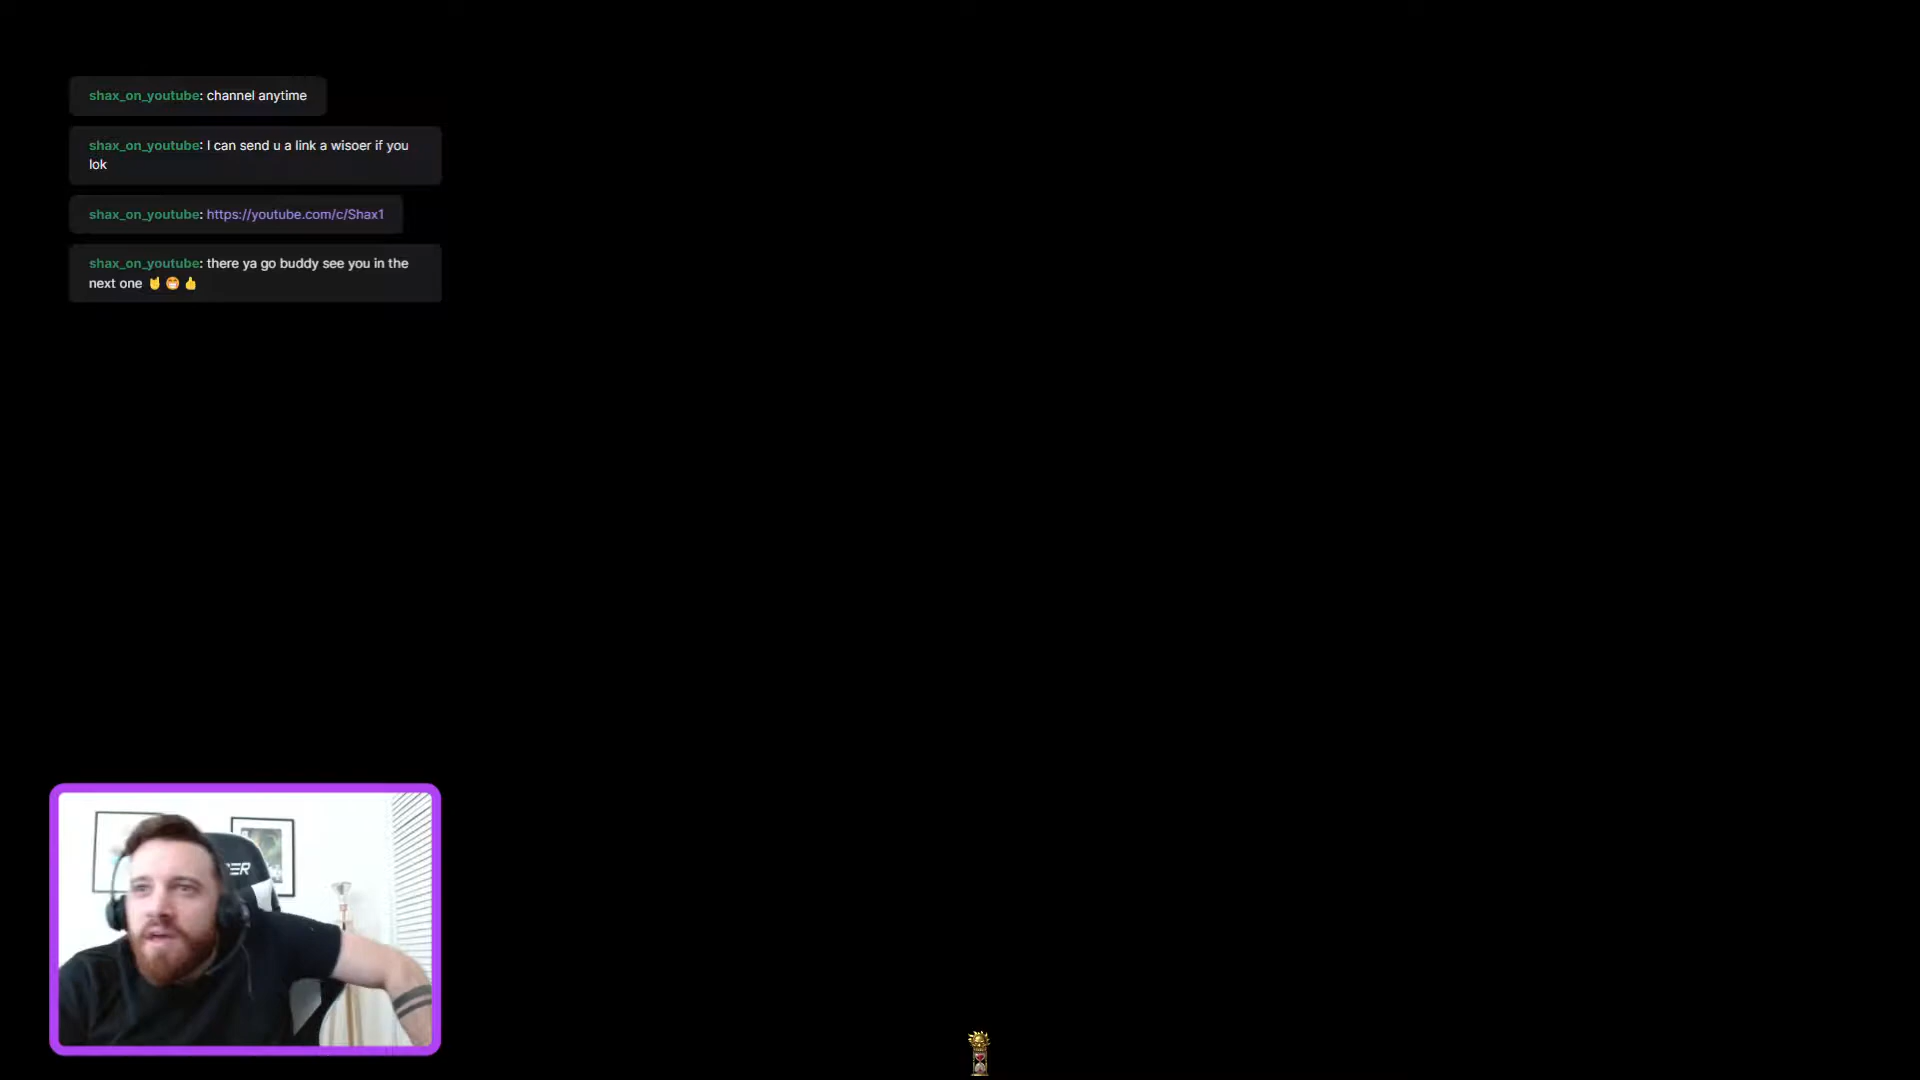 shax_on_youtube: channel anytime
shax_on_youtube: I can send u a link a wisoer if you
lok
shax_on_youtube: https://youtube.com/c/Shax1
shax_on_youtube: there ya go buddy see you in the
next one 🤘😁👍